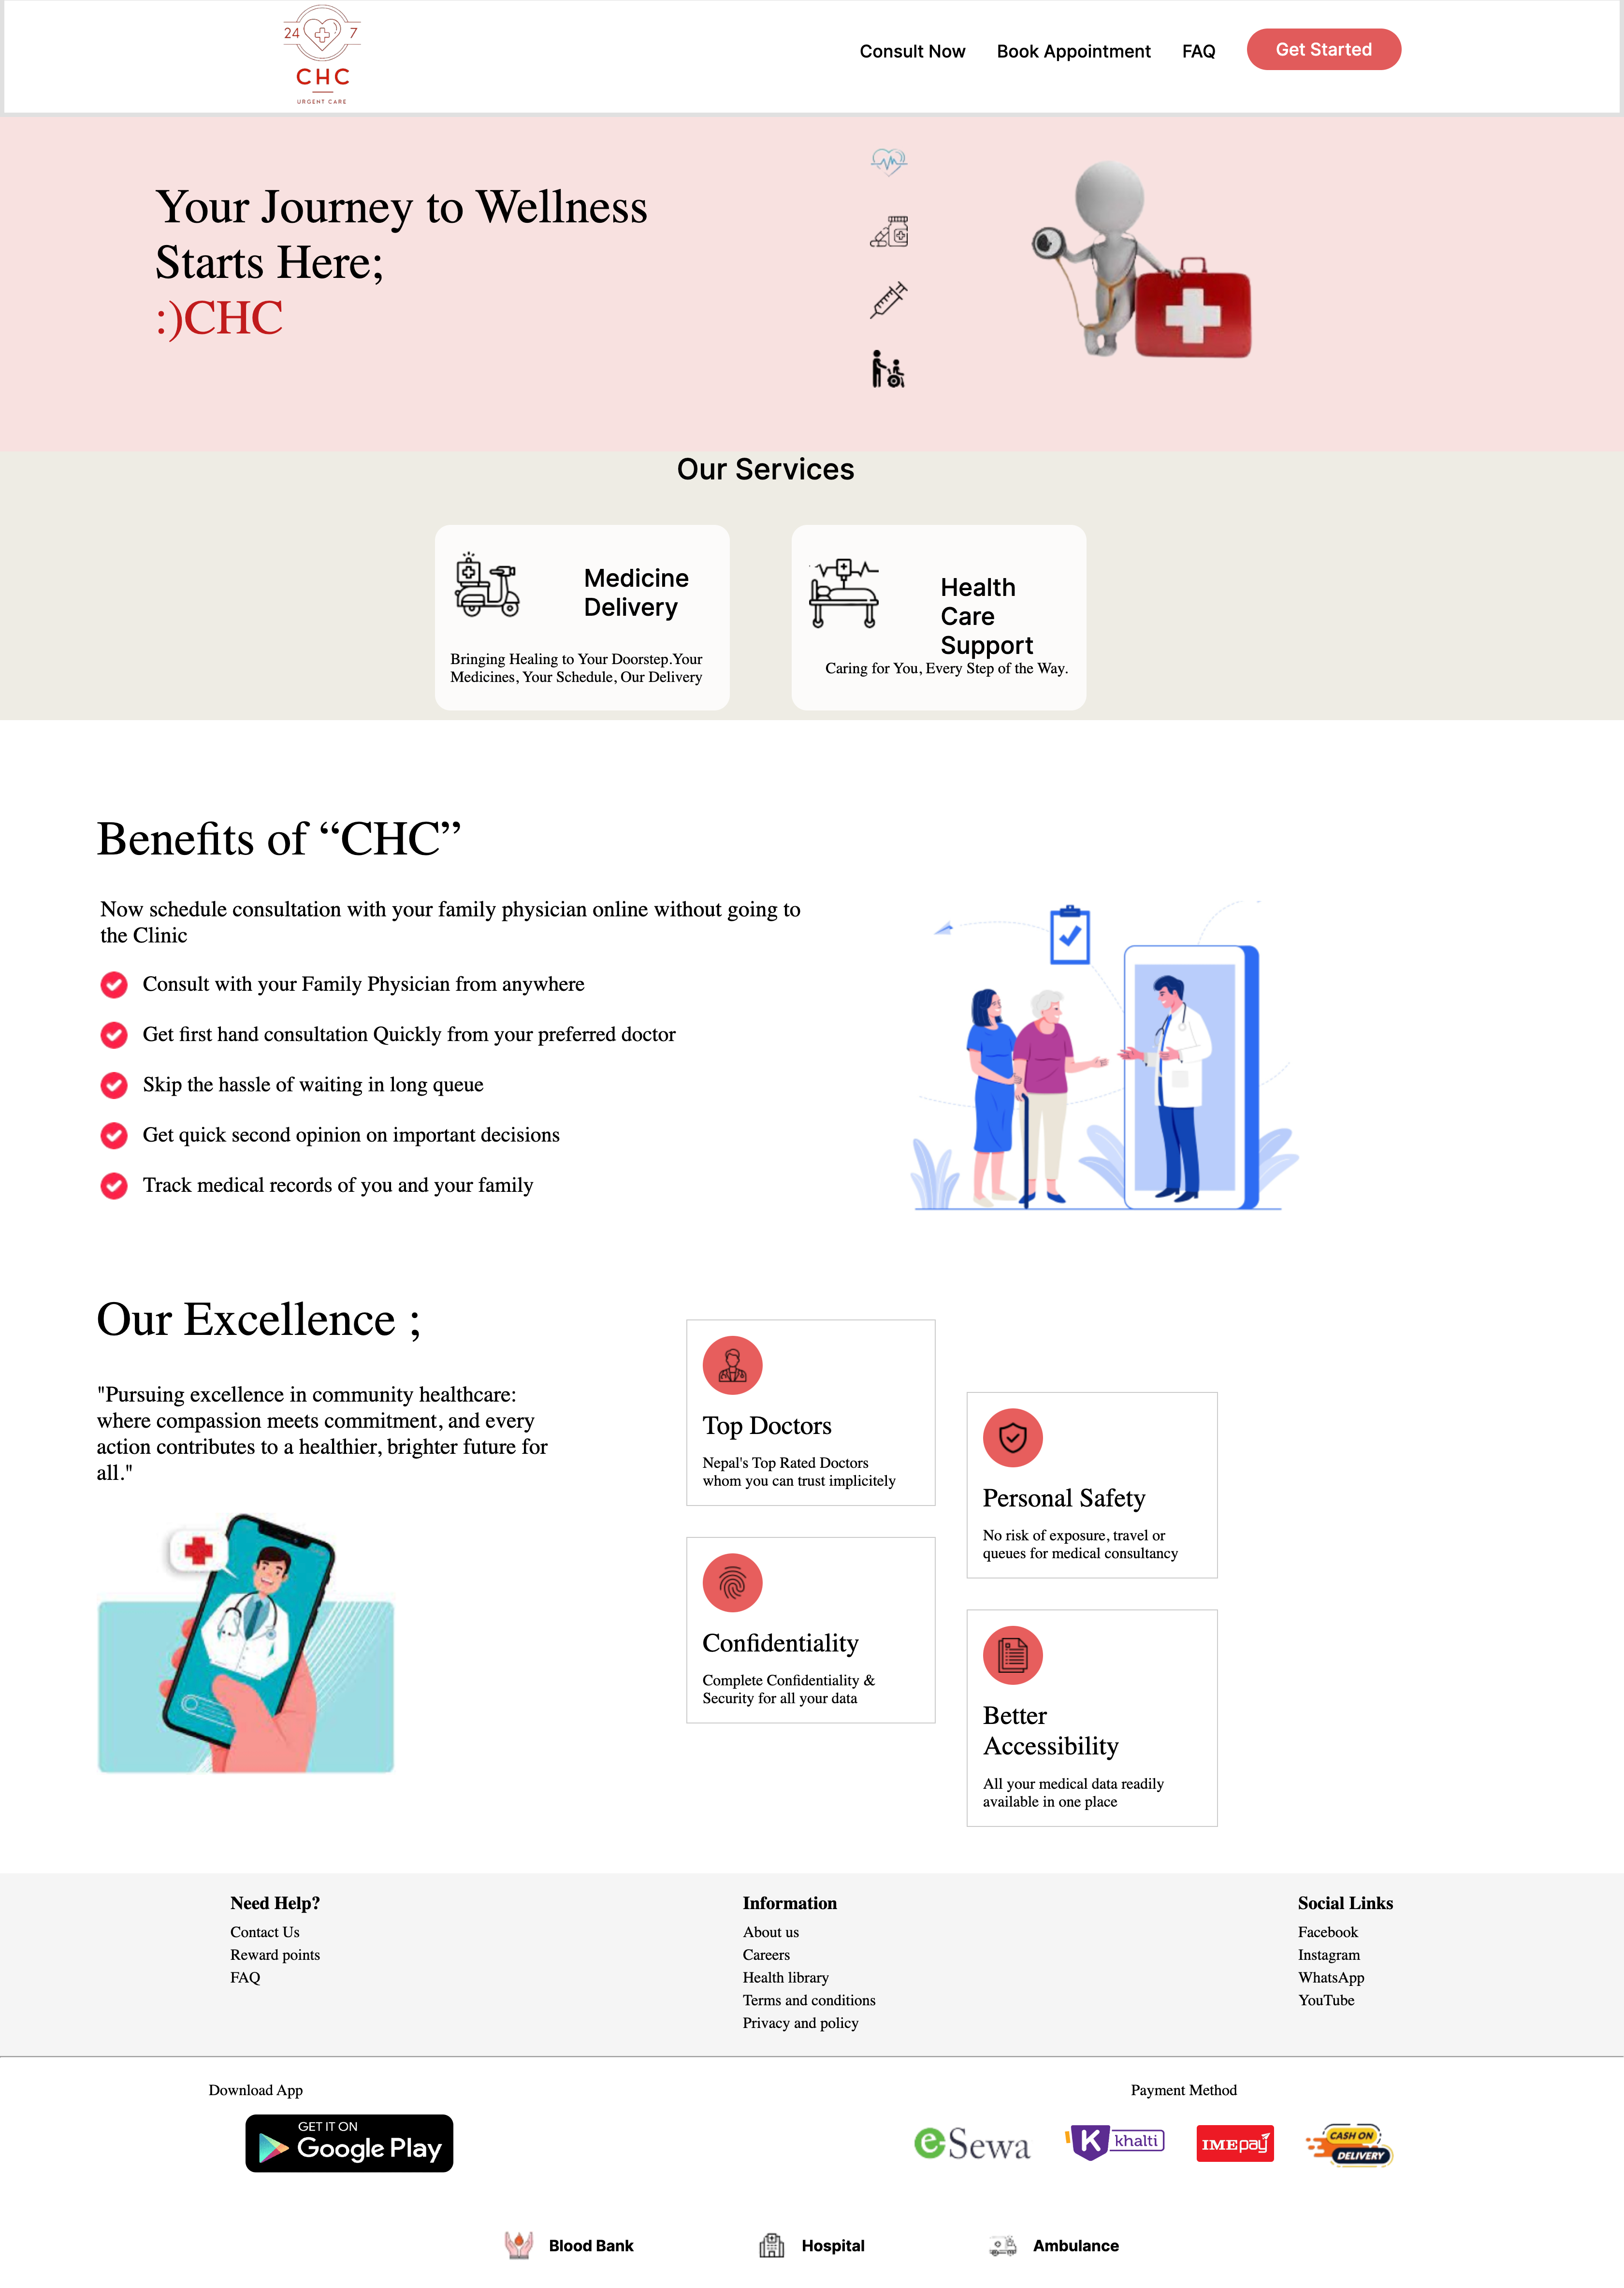 24 7
CHC
URGENT CARE
Consult Now
Book Appointment
FAQ
Get Started
Your Journey to Wellness
Starts Here;
:)CHC
Our Services
Medicine
Delivery
Bringing Healing to Your Doorstep.Your
Medicines, Your Schedule, Our Delivery
Health
Care
Support
Caring for You, Every Step of the Way.
Benefits of “CHC”
Now schedule consultation with your family physician online without going to
the Clinic
Consult with your Family Physician from anywhere
Get first hand consultation Quickly from your preferred doctor
Skip the hassle of waiting in long queue
Get quick second opinion on important decisions
Track medical records of you and your family
Our Excellence ;
"Pursuing excellence in community healthcare:
where compassion meets commitment, and every
action contributes to a healthier, brighter future for
all."
Top Doctors
Nepal's Top Rated Doctors
whom you can trust implicitely
Personal Safety
No risk of exposure, travel or
queues for medical consultancy
Confidentiality
Complete Confidentiality &
Security for all your data
Better
Accessibility
All your medical data readily
available in one place
Need Help?
Contact Us
Reward points
FAQ
Information
About us
Careers
Health library
Terms and conditions
Privacy and policy
Social Links
Facebook
Instagram
WhatsApp
YouTube
Download App
GET IT ON
Google Play
Payment Method
eSewa
K khalti
IME pay
CASH ON
DELIVERY
Blood Bank
Hospital
Ambulance